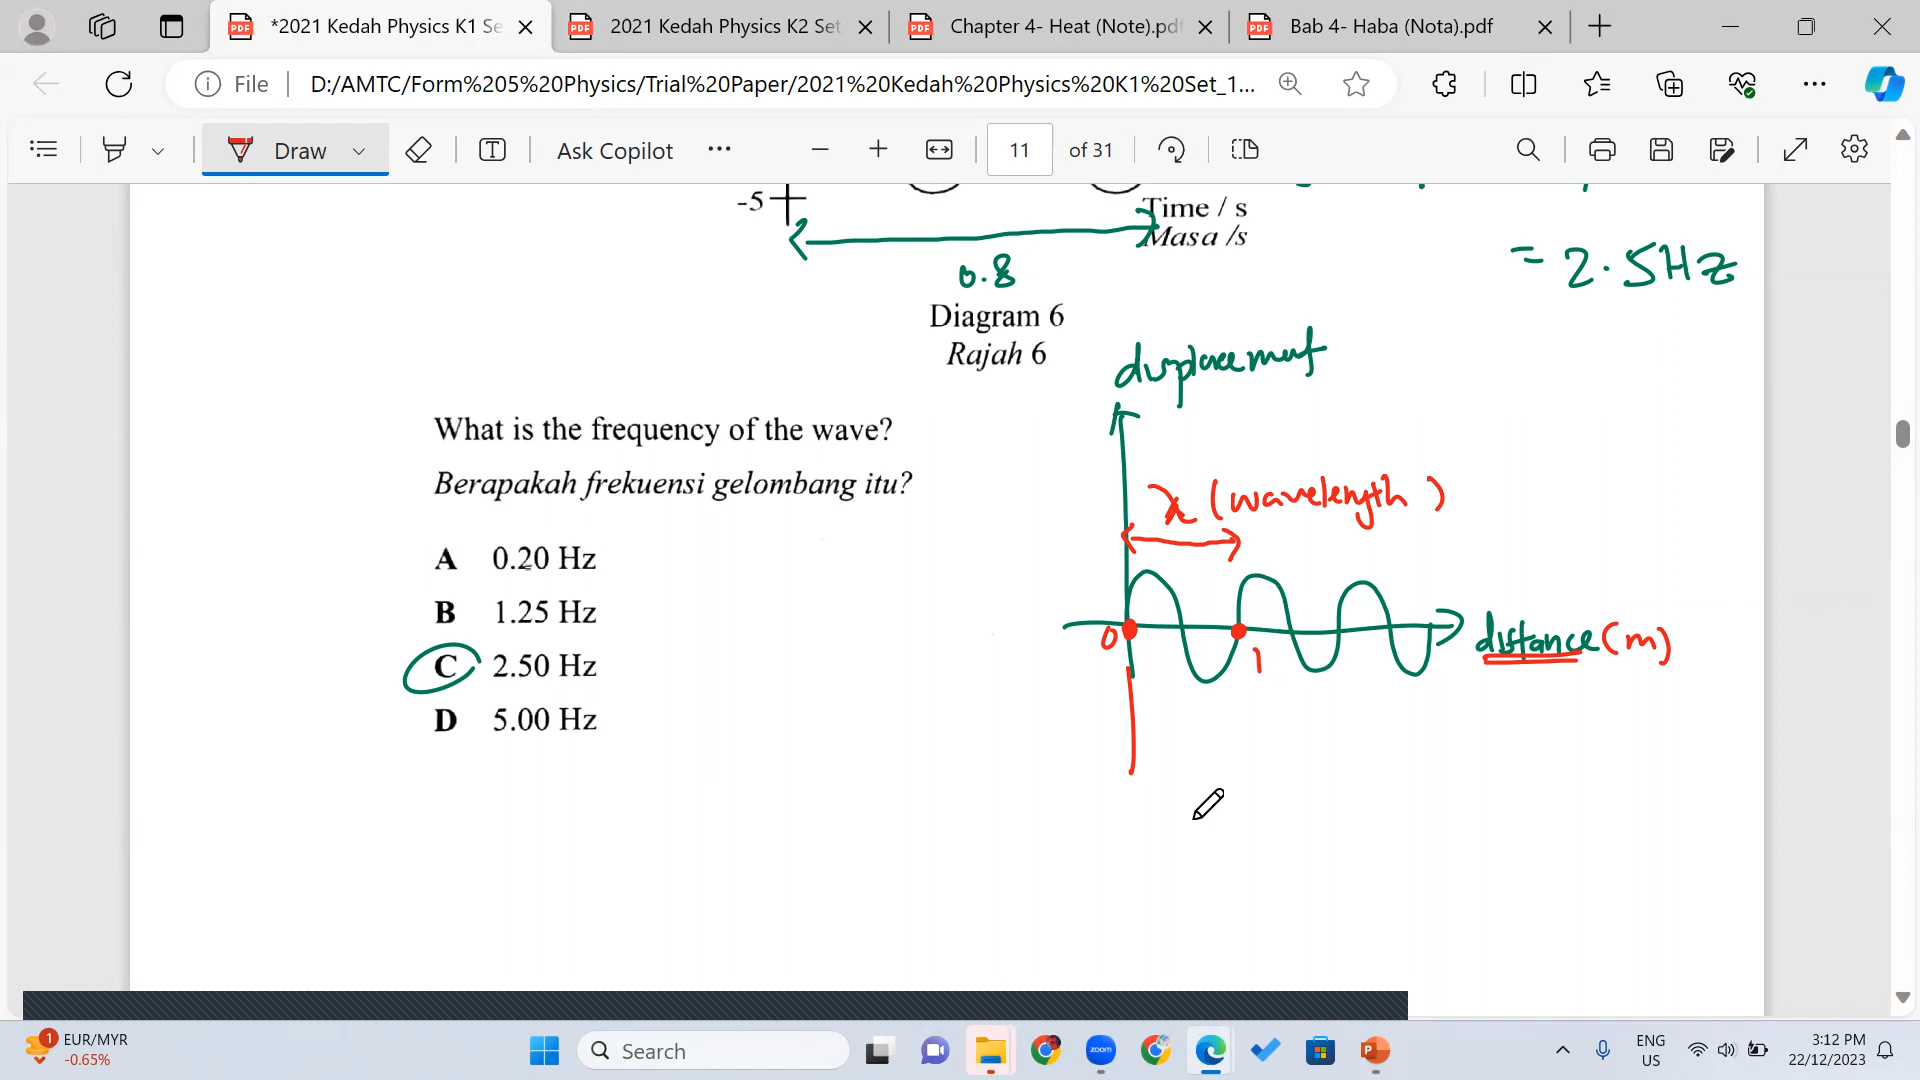 *2021 Kedah Physics K1 Se
2021 Kedah Physics K2 Set
Chapter 4- Heat (Note).pdf
Bab 4- Haba (Nota).pdf
File
D:/AMTC/Form%205%20Physics/Trial%20Paper/2021%20Kedah%20Physics%20K1%20Set_1...
Draw
Ask Copilot
11 of 31
-5
Time / s
Masa /s
0.8
= 2.5Hz
Diagram 6
Rajah 6
displacement
What is the frequency of the wave?
Berapakah frekuensi gelombang itu?
λ (wavelength)
A 0.20 Hz
B 1.25 Hz
C 2.50 Hz
D 5.00 Hz
0
1
distance (m)
1
EUR/MYR
-0.65%
Search
zoom
ENG
US
3:12 PM
22/12/2023